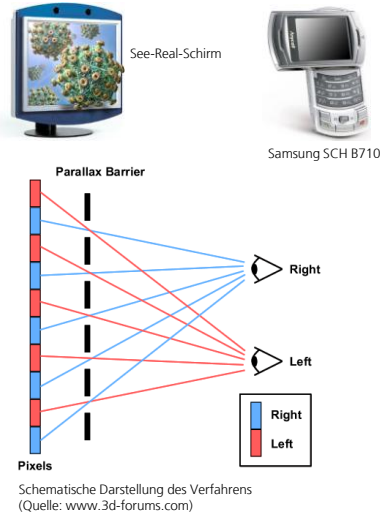 See-Real-Schirm
Samsung SCH B710
Parallax Barrier
Right
Left
Right
Left
Pixels
Schematische Darstellung des Verfahrens
(Quelle: www.3d-forums.com)